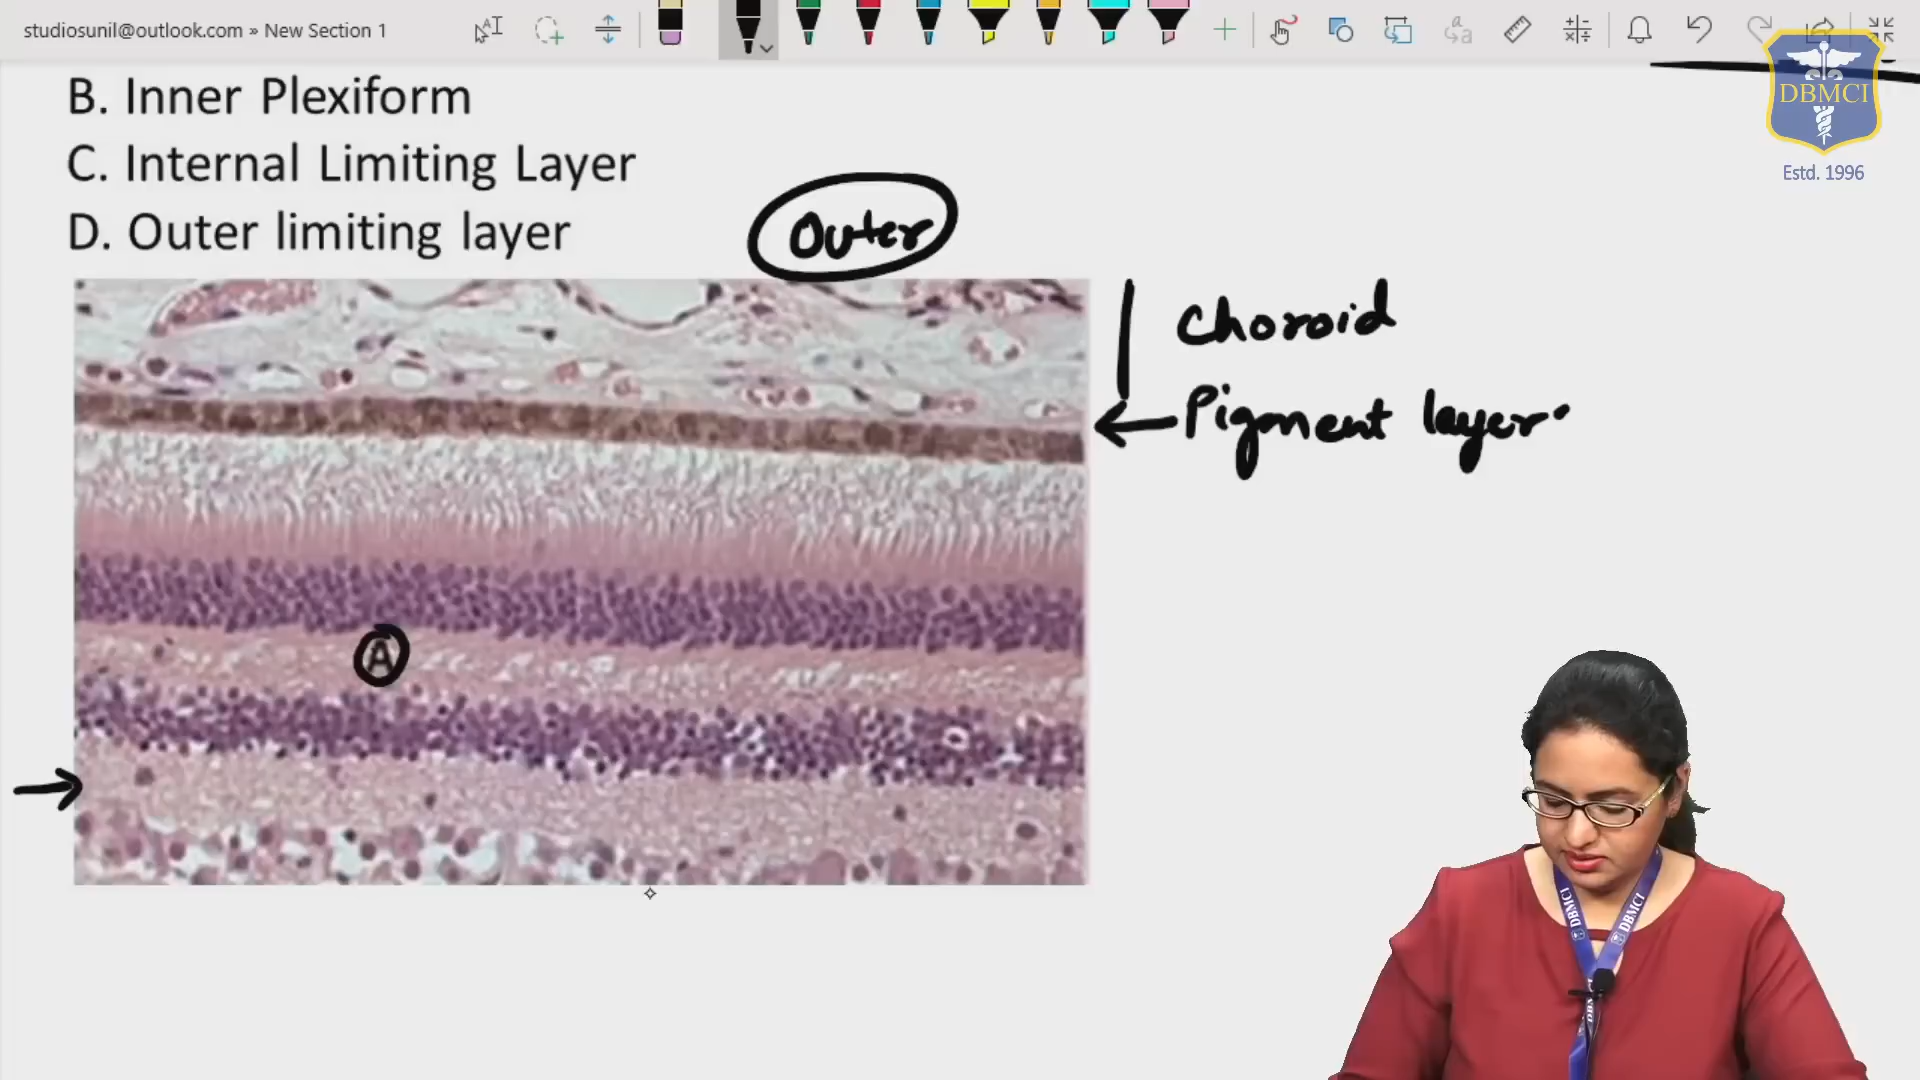 studiosunil@outlook.com » New Section 1
B. Inner Plexiform
C. Internal Limiting Layer
D. Outer limiting layer
Outer
Choroid
Pigment layer
A
DBMCI
Estd. 1996
DBMCI
DBMCI